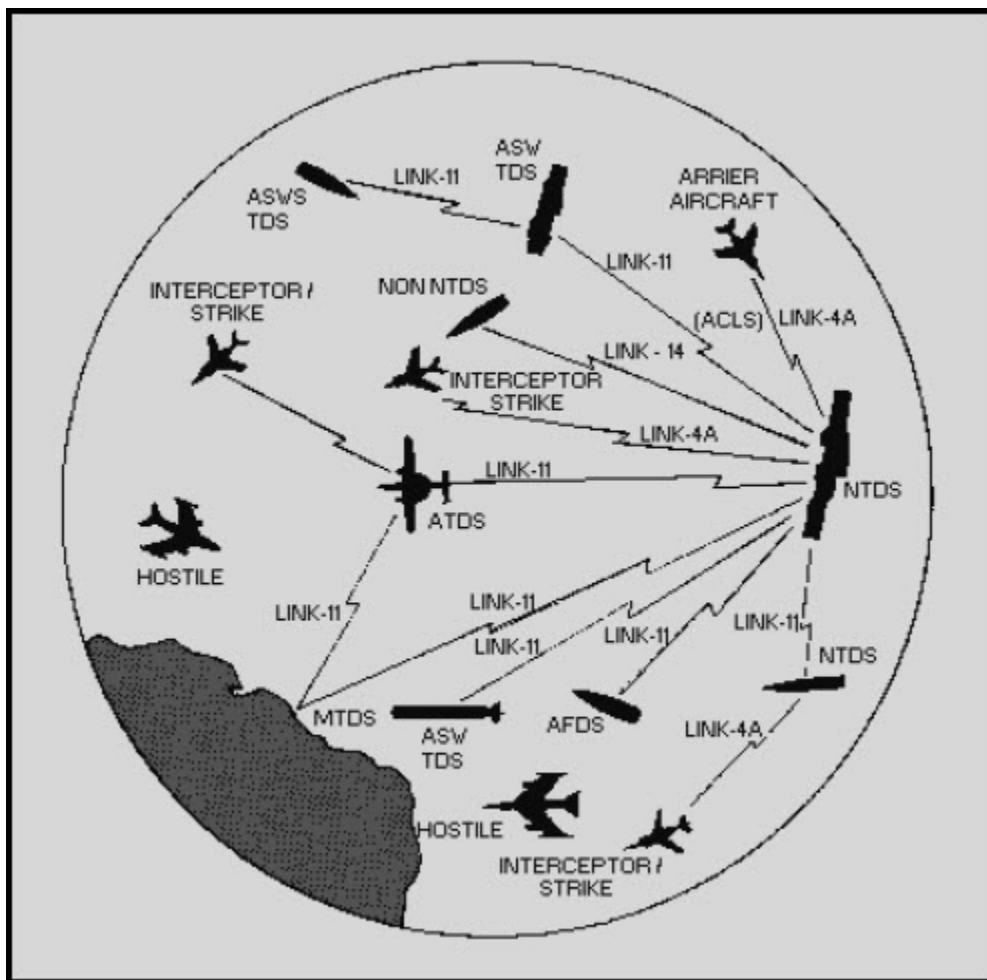 ASW
TDS
LINK-11
ASWS
TDS
ARRIER
AIRCRAFT
LINK-11
NON NTDS
INTERCEPTOR /
STRIKE
(ACLS)
LINK-4A
LINK - 14
INTERCEPTOR
STRIKE
LINK-4A
LINK-11
NTDS
ATDS
HOSTILE
LINK-11
LINK-11
LINK-11
LINK-11
LINK-11
NTDS
MTDS
ASW
TDS
AFDS
LINK-4A
HOSTILE
INTERCEPTOR /
STRIKE